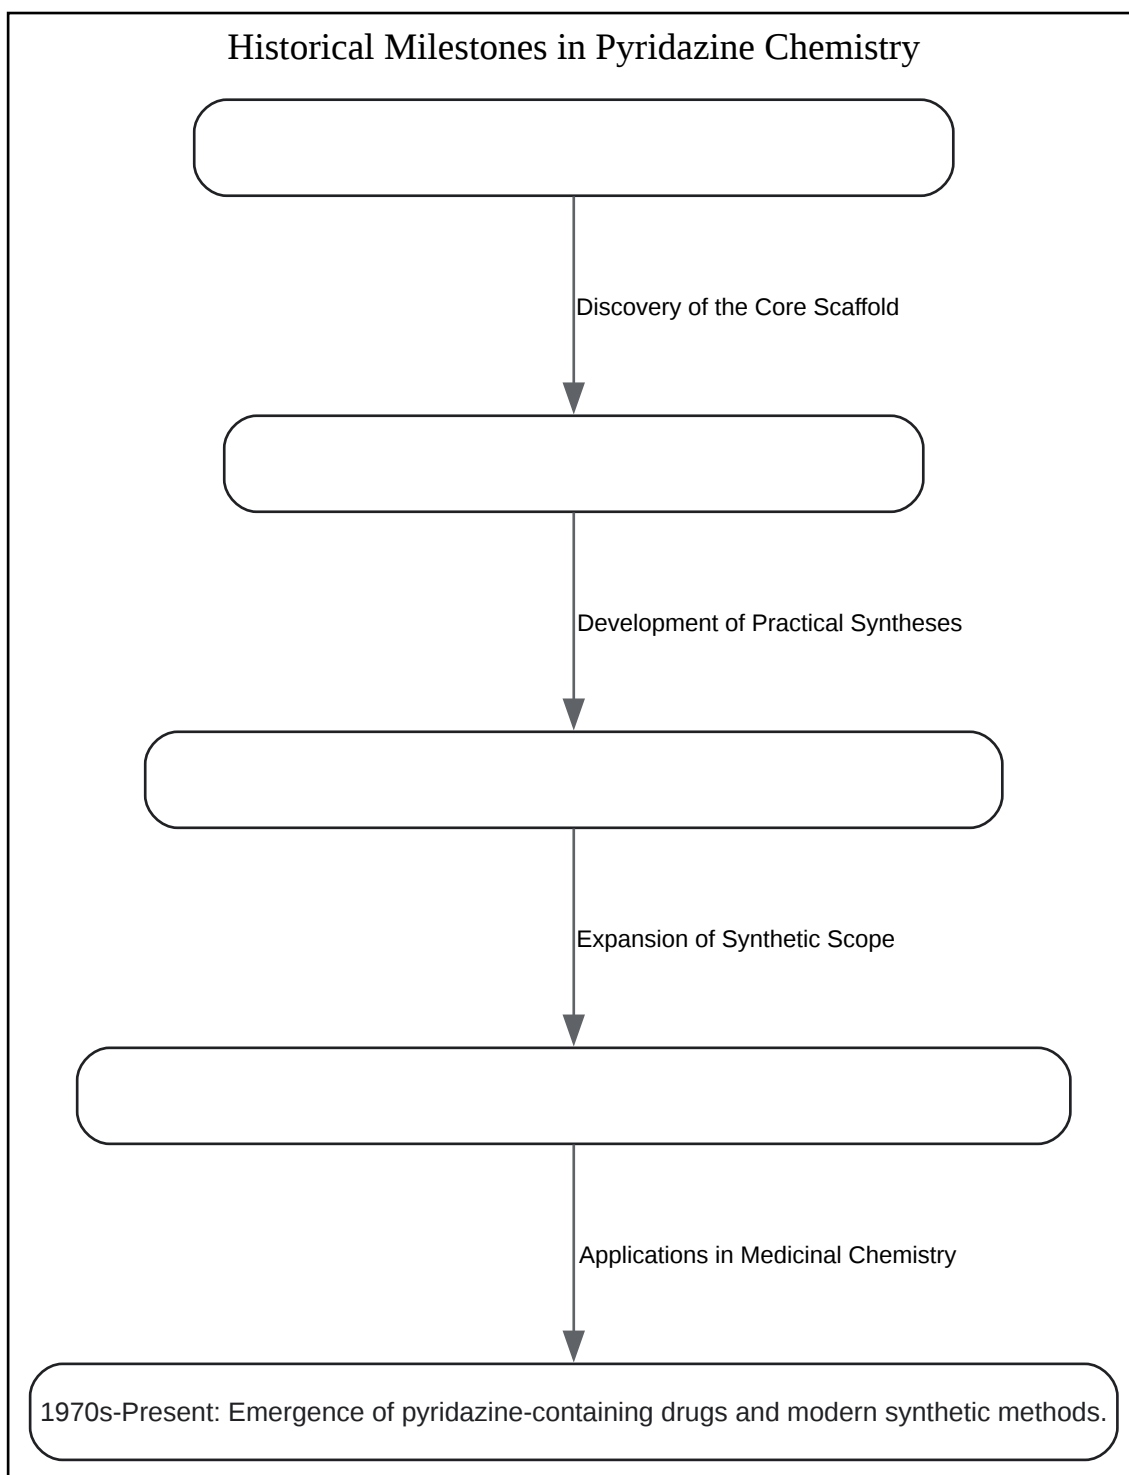 Historical Milestones in Pyridazine Chemistry
Discovery of the Core Scaffold
Development of Practical Syntheses
Expansion of Synthetic Scope
Applications in Medicinal Chemistry
1970s-Present: Emergence of pyridazine-containing drugs and modern synthetic methods.